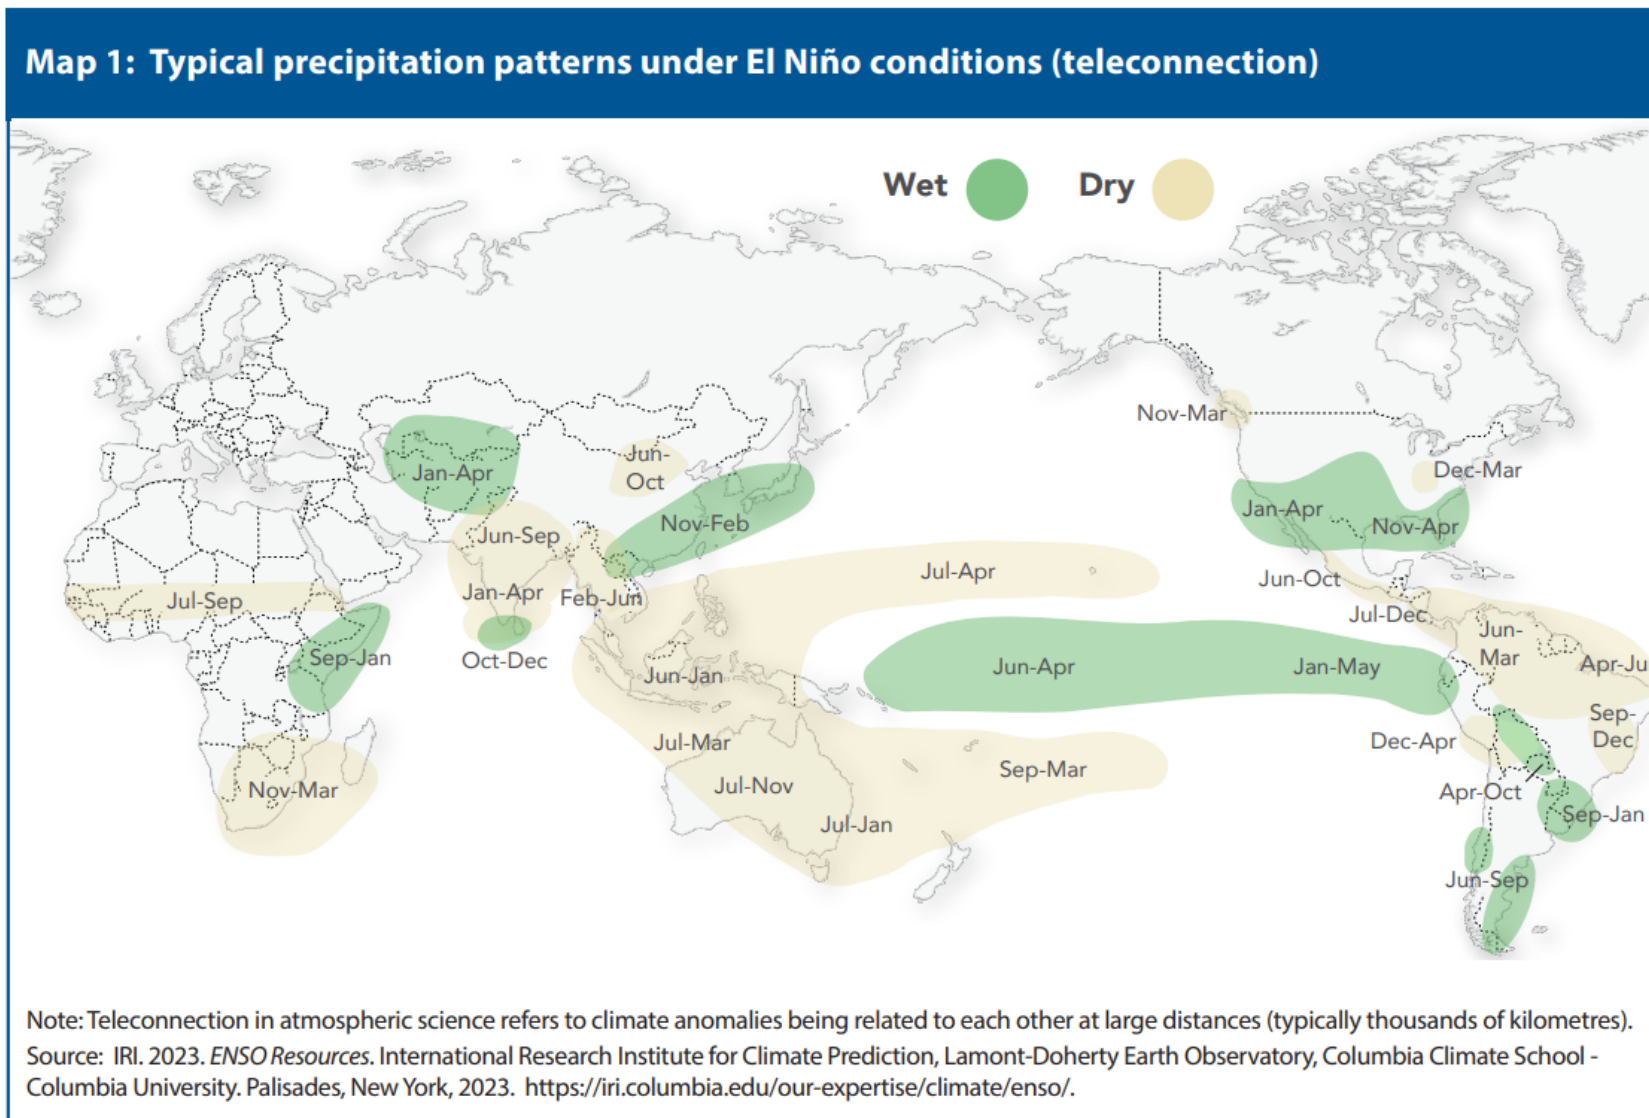 Map 1: Typical precipitation patterns under El Niño conditions (teleconnection)
Wet
Dry
Nov-Mar
Jan-Apr
Jun-
Oct
Dec-Mar
Nov-Feb
Jan-Apr
Nov-Apr
Jun-Sep
Jul-Apr
Jun-Oct
Jul-Sep
Jan-Apr
Feb-Jun
Jul-Dec
Sep-Jan
Oct-Dec
Jun-Jan
Jun-Apr
Jan-May
Jun-
Mar
Apr-Ju
Jul-Mar
Dec-Apr
Sep-
Dec
Nov-Mar
Jul-Nov
Sep-Mar
Apr-Oct
Jul-Jan
Sep-Jan
Jun-Sep
Note: Teleconnection in atmospheric science refers to climate anomalies being related to each other at large distances (typically thousands of kilometres).
Source: IRI. 2023. ENSO Resources. International Research Institute for Climate Prediction, Lamont-Doherty Earth Observatory, Columbia Climate School -
Columbia University. Palisades, New York, 2023. https://iri.columbia.edu/our-expertise/climate/enso/.